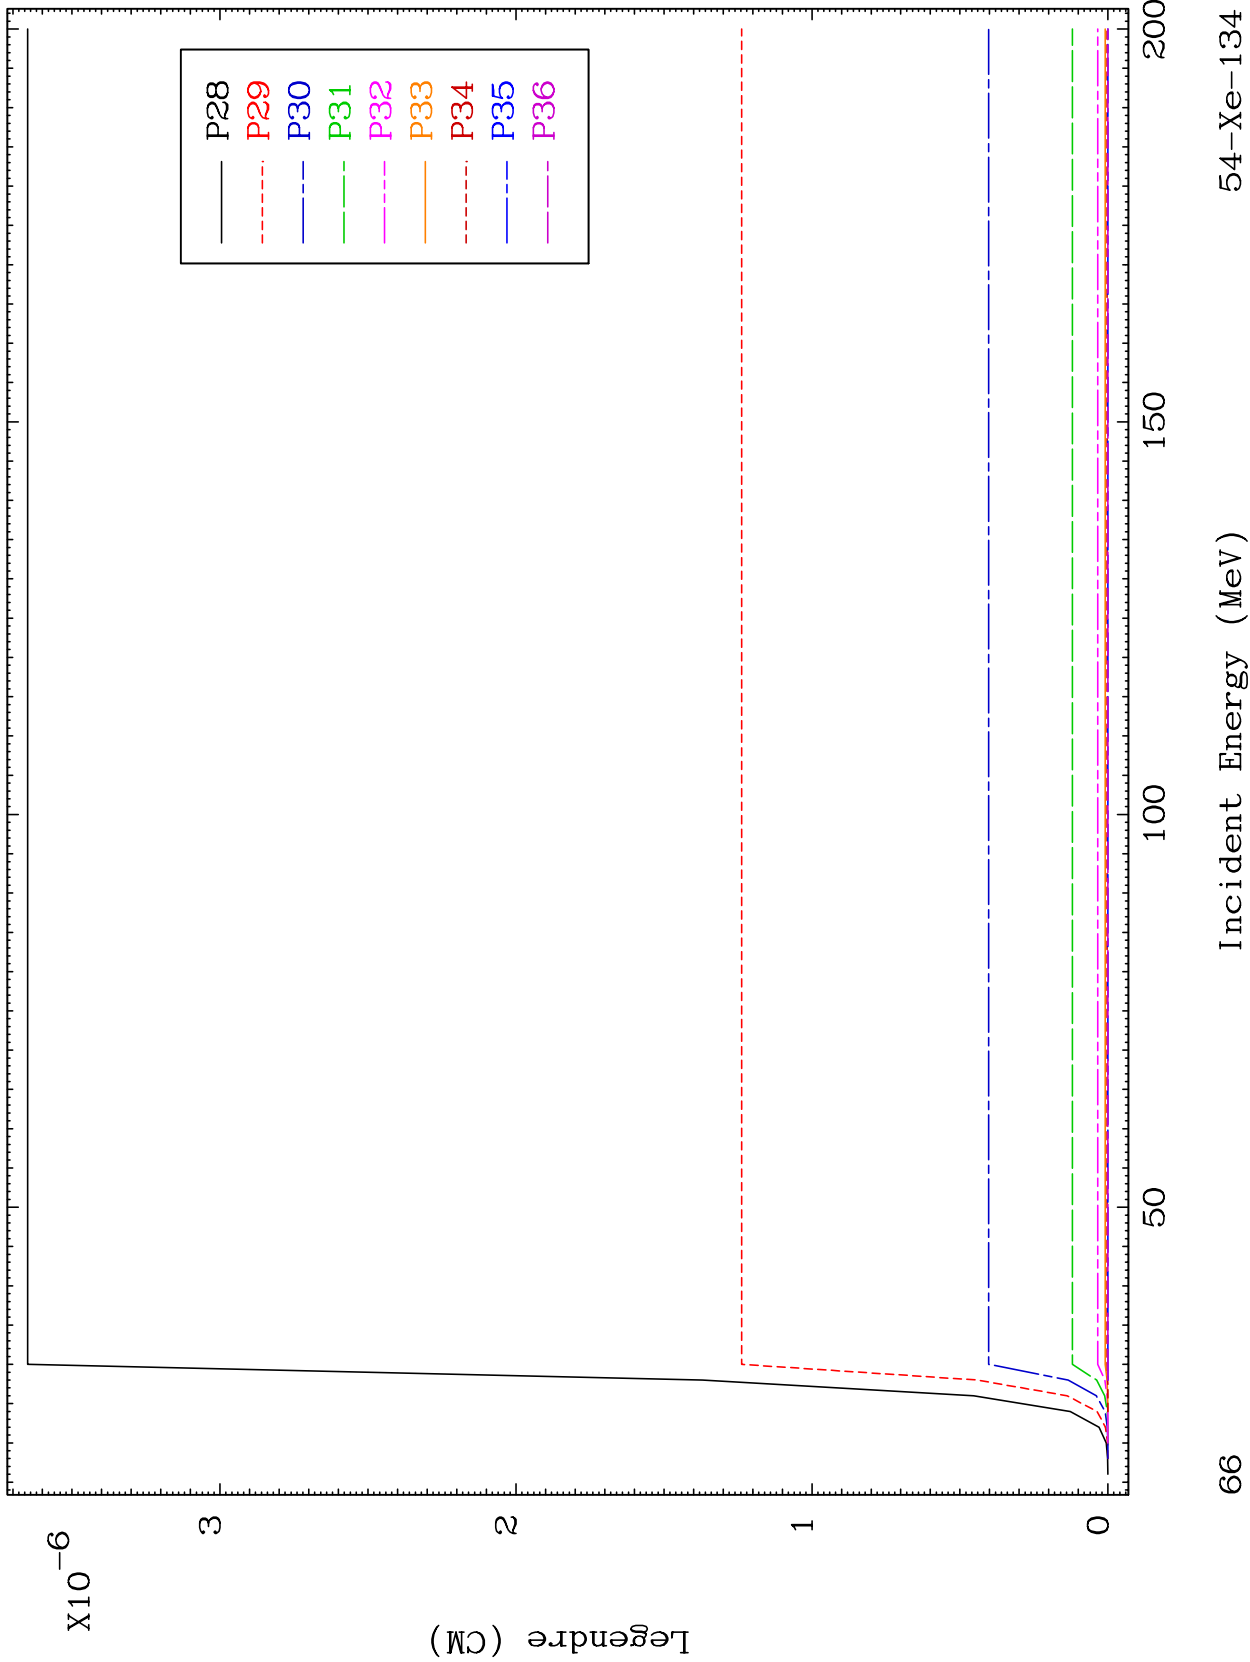 X10-6
Legendre (CM)
3
2
1
0
P28
P29
P30
P31
P32
P33
P34
P35
P36
50
100
150
200
Incident Energy (MeV)
66
54-Xe-134